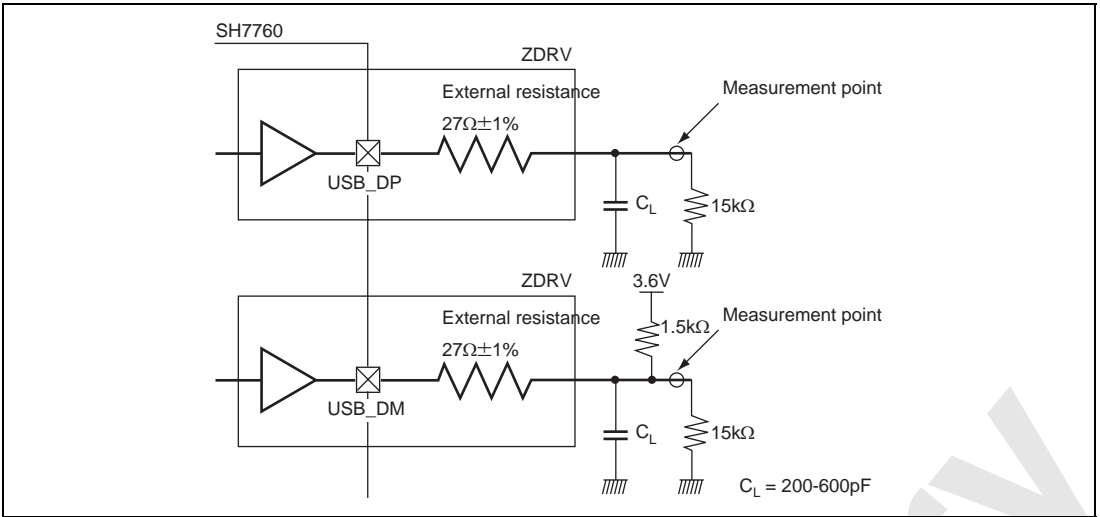 SH7760
ZDRV
External resistance
27Ω±1%
Measurement point
USB_DP
CL
15kΩ
ZDRV
3.6V
External resistance
27Ω±1%
1.5kΩ
Measurement point
USB_DM
CL
15kΩ
CL = 200-600pF